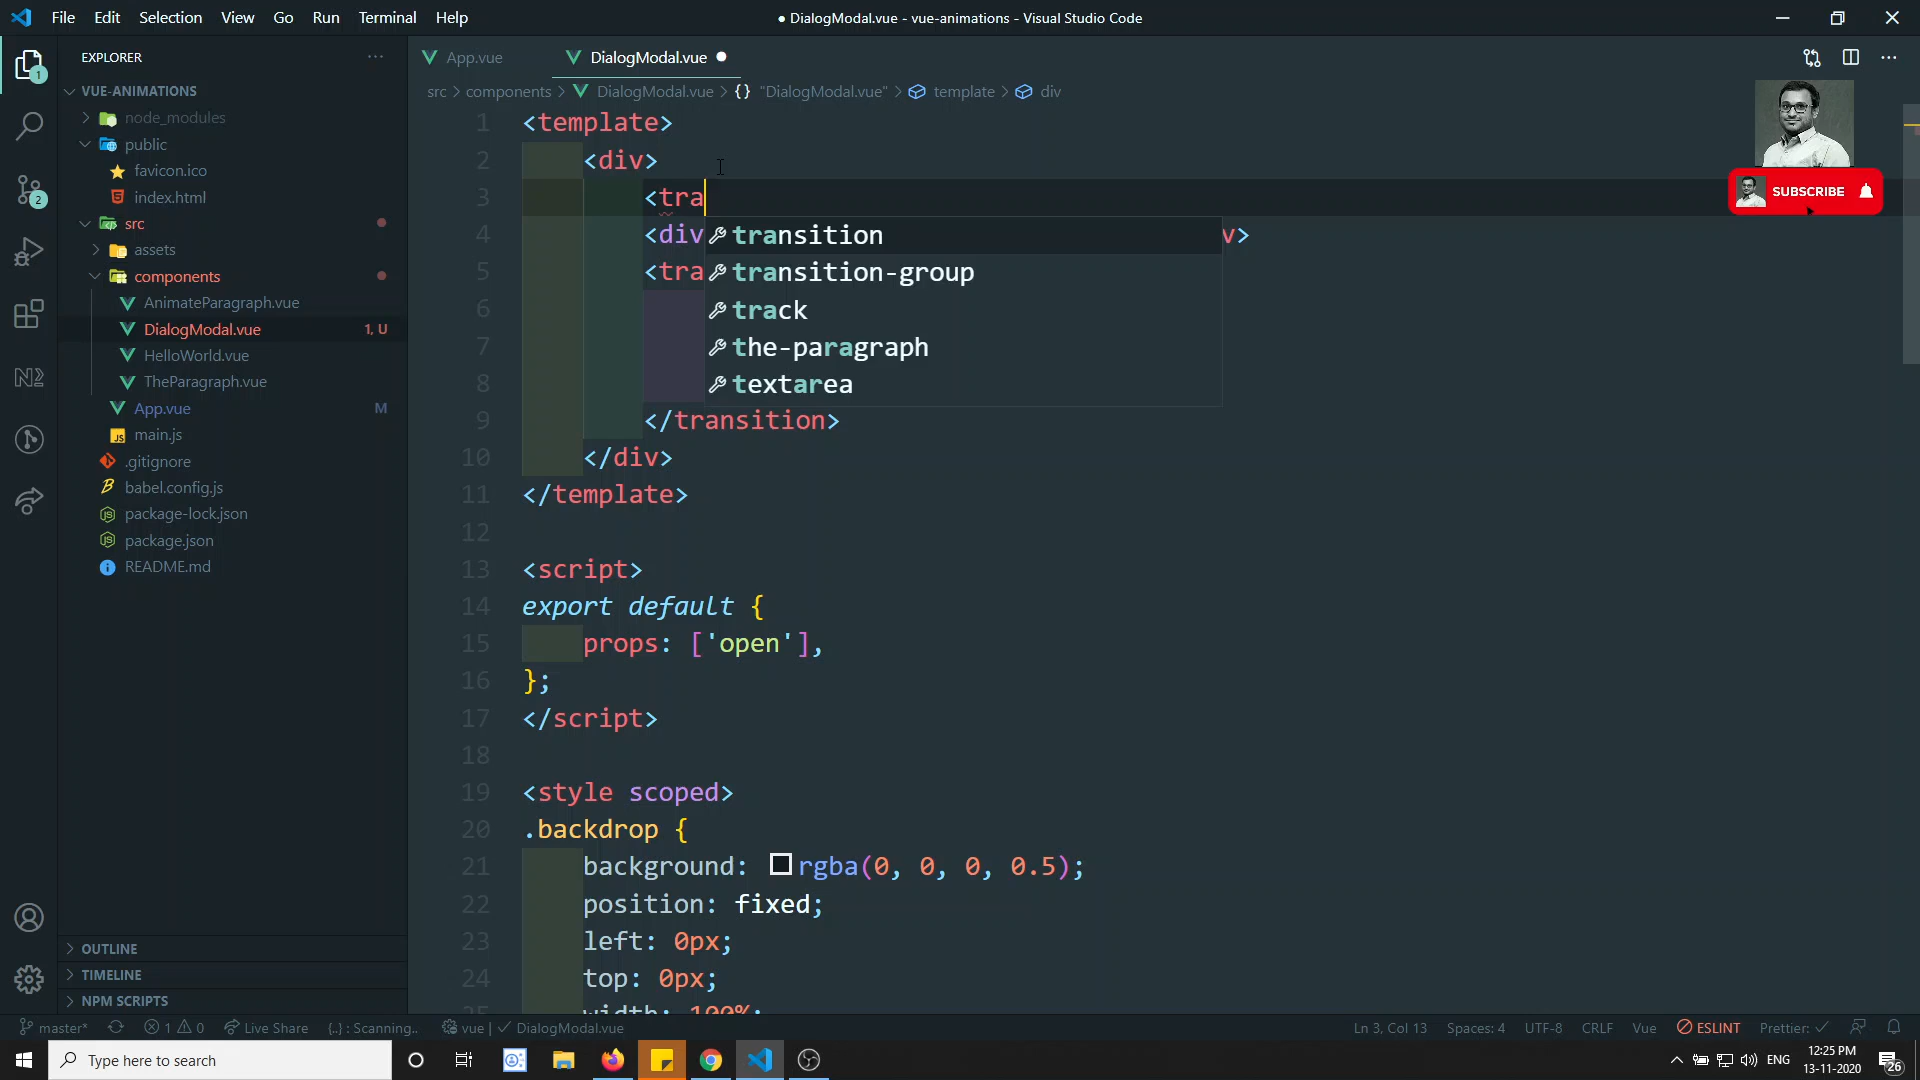 File Edit Selection View Go Run Terminal Help
● DialogModal.vue - vue-animations - Visual Studio Code
EXPLORER
App.vue
DialogModal.vue
VUE-ANIMATIONS
src > components > DialogModal.vue > {} "DialogModal.vue" > template > div
node_modules
public
favicon.ico
index.html
src
assets
components
AnimateParagraph.vue
DialogModal.vue 1, U
HelloWorld.vue
TheParagraph.vue
App.vue M
main.js
.gitignore
babel.config.js
package-lock.json
package.json
README.md
OUTLINE
TIMELINE
NPM SCRIPTS
1 <template>
2 <div>
3 <tra
4 <div v>
5 <tra
6
7
8
9 </transition>
10 </div>
11 </template>
12
13 <script>
14 export default {
15 props: ['open'],
16 };
17 </script>
18
19 <style scoped>
20 .backdrop {
21 background: rgba(0, 0, 0, 0.5);
22 position: fixed;
23 left: 0px;
24 top: 0px;
25 width: 100%;
transition
transition-group
track
the-paragraph
textarea
SUBSCRIBE
1
2
master* 1 0 Live Share {..} : Scanning.. vue | ✓ DialogModal.vue
Ln 3, Col 13 Spaces: 4 UTF-8 CRLF Vue ESLINT Prettier: ✓
Type here to search
ENG
12:25 PM
13-11-2020
26